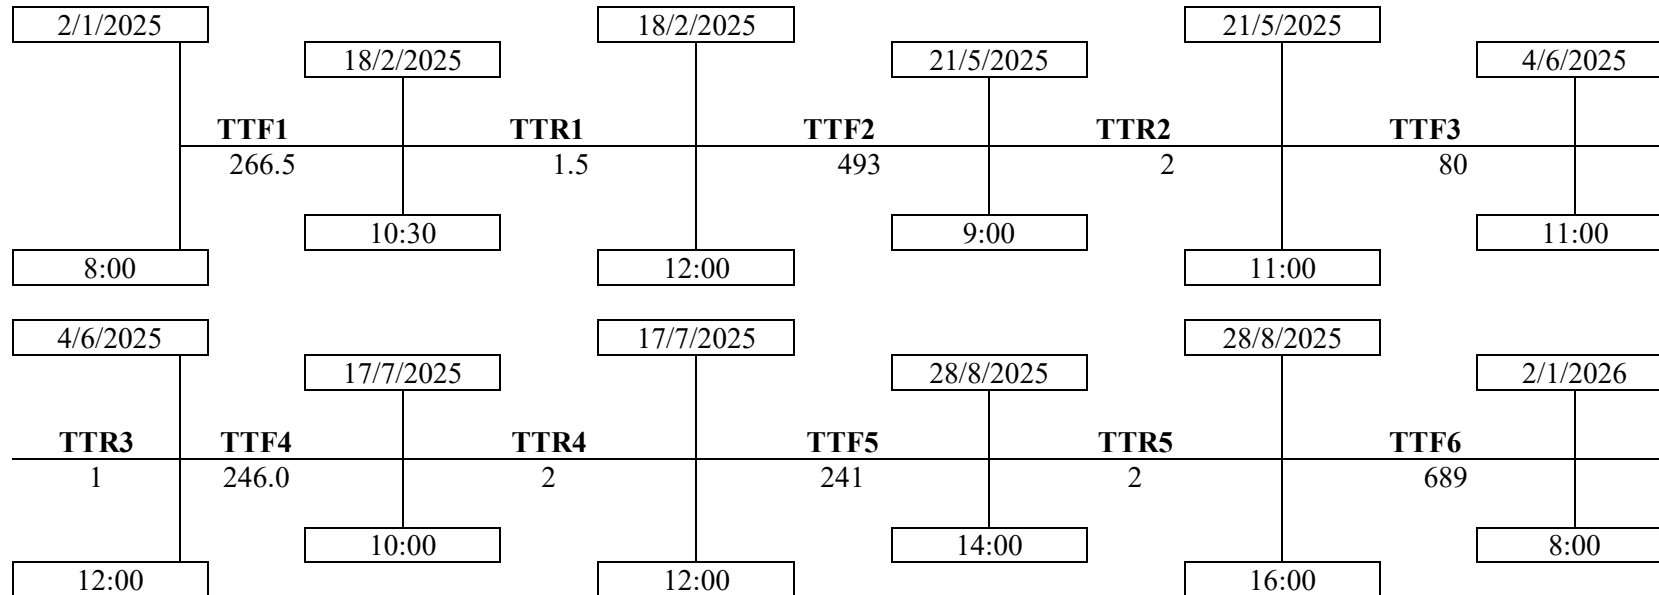 2/1/2025 18/2/2025 21/5/2025
18/2/2025 21/5/2025 4/6/2025
TTF1 TTR1 TTF2 TTR2 TTF3
266.5 1.5 493 2 80
10:30 9:00 11:00
8:00 12:00 11:00
4/6/2025 17/7/2025 28/8/2025
17/7/2025 28/8/2025 2/1/2026
TTR3 TTF4 TTR4 TTF5 TTR5 TTF6
1 246.0 2 241 2 689
10:00 14:00 8:00
12:00 12:00 16:00